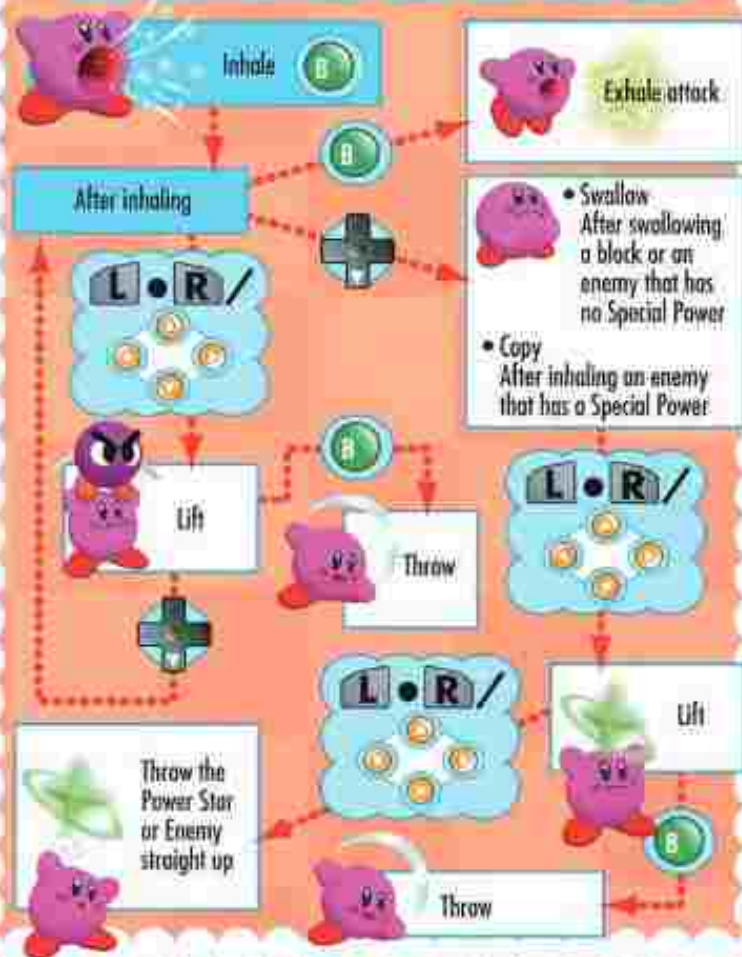 Inhale
B
Exhale attack
B
After inhaling
• Swallow
After swallowing
a block or an
enemy that has
no Special Power
• Copy
After inhaling an enemy
that has a Special Power
L • R /
B
Lift
L • R /
Throw
L • R /
Lift
Throw the
Power Star
or Enemy
straight up
B
Throw